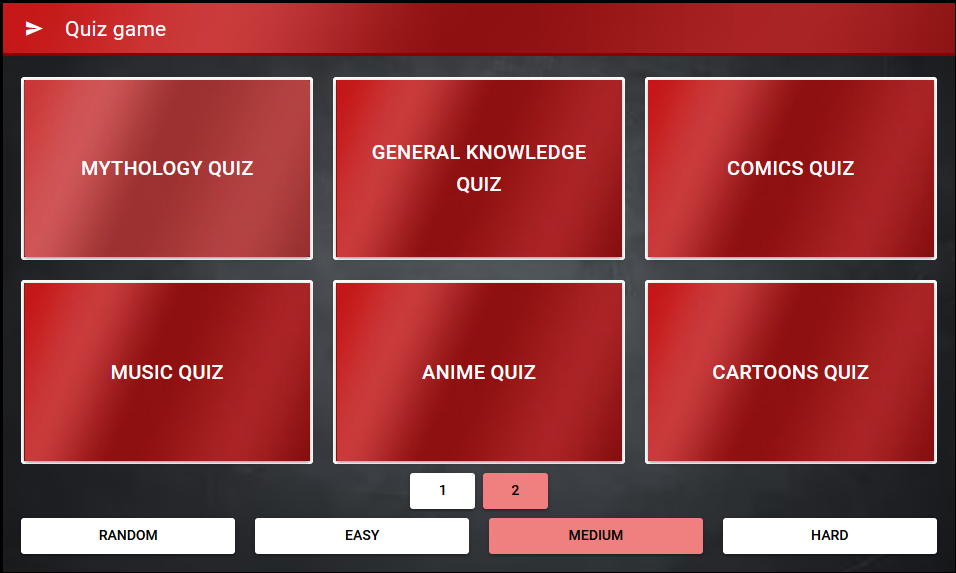 Quiz game
MYTHOLOGY QUIZ
GENERAL KNOWLEDGE
QUIZ
COMICS QUIZ
MUSIC QUIZ
ANIME QUIZ
CARTOONS QUIZ
1
2
RANDOM
EASY
MEDIUM
HARD